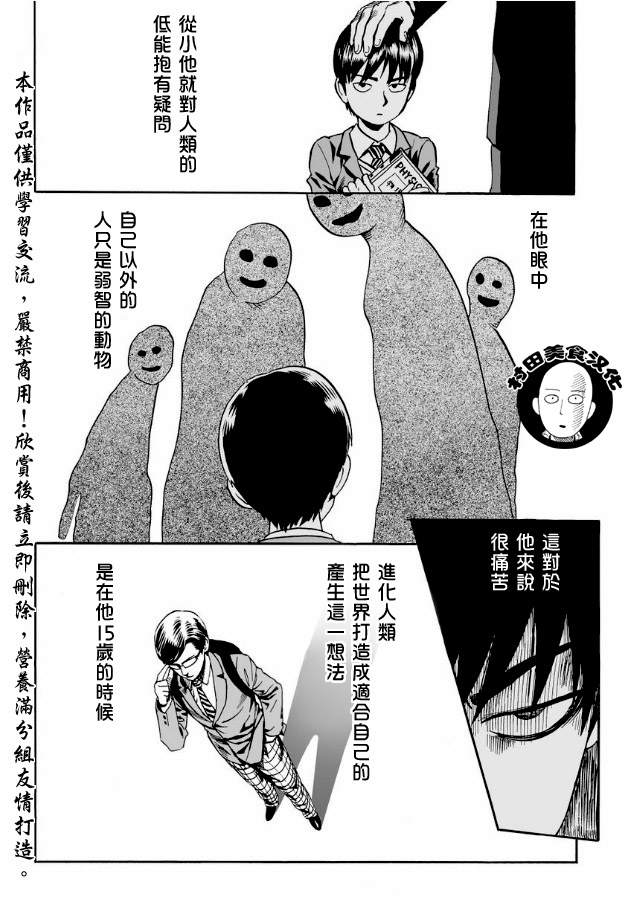 從小他就對人類的
低能抱有疑問
PHYSIC
在他眼中
自己以外的
人只是弱智的動物
村田美食汉化
這對於
他來說
很痛苦
進化人類
把世界打造成適合自己的
產生這一想法
是在他15歲的時候
本作品僅供學習交流，嚴禁商用！欣賞後請立即刪除，營養滿分組友情打造。